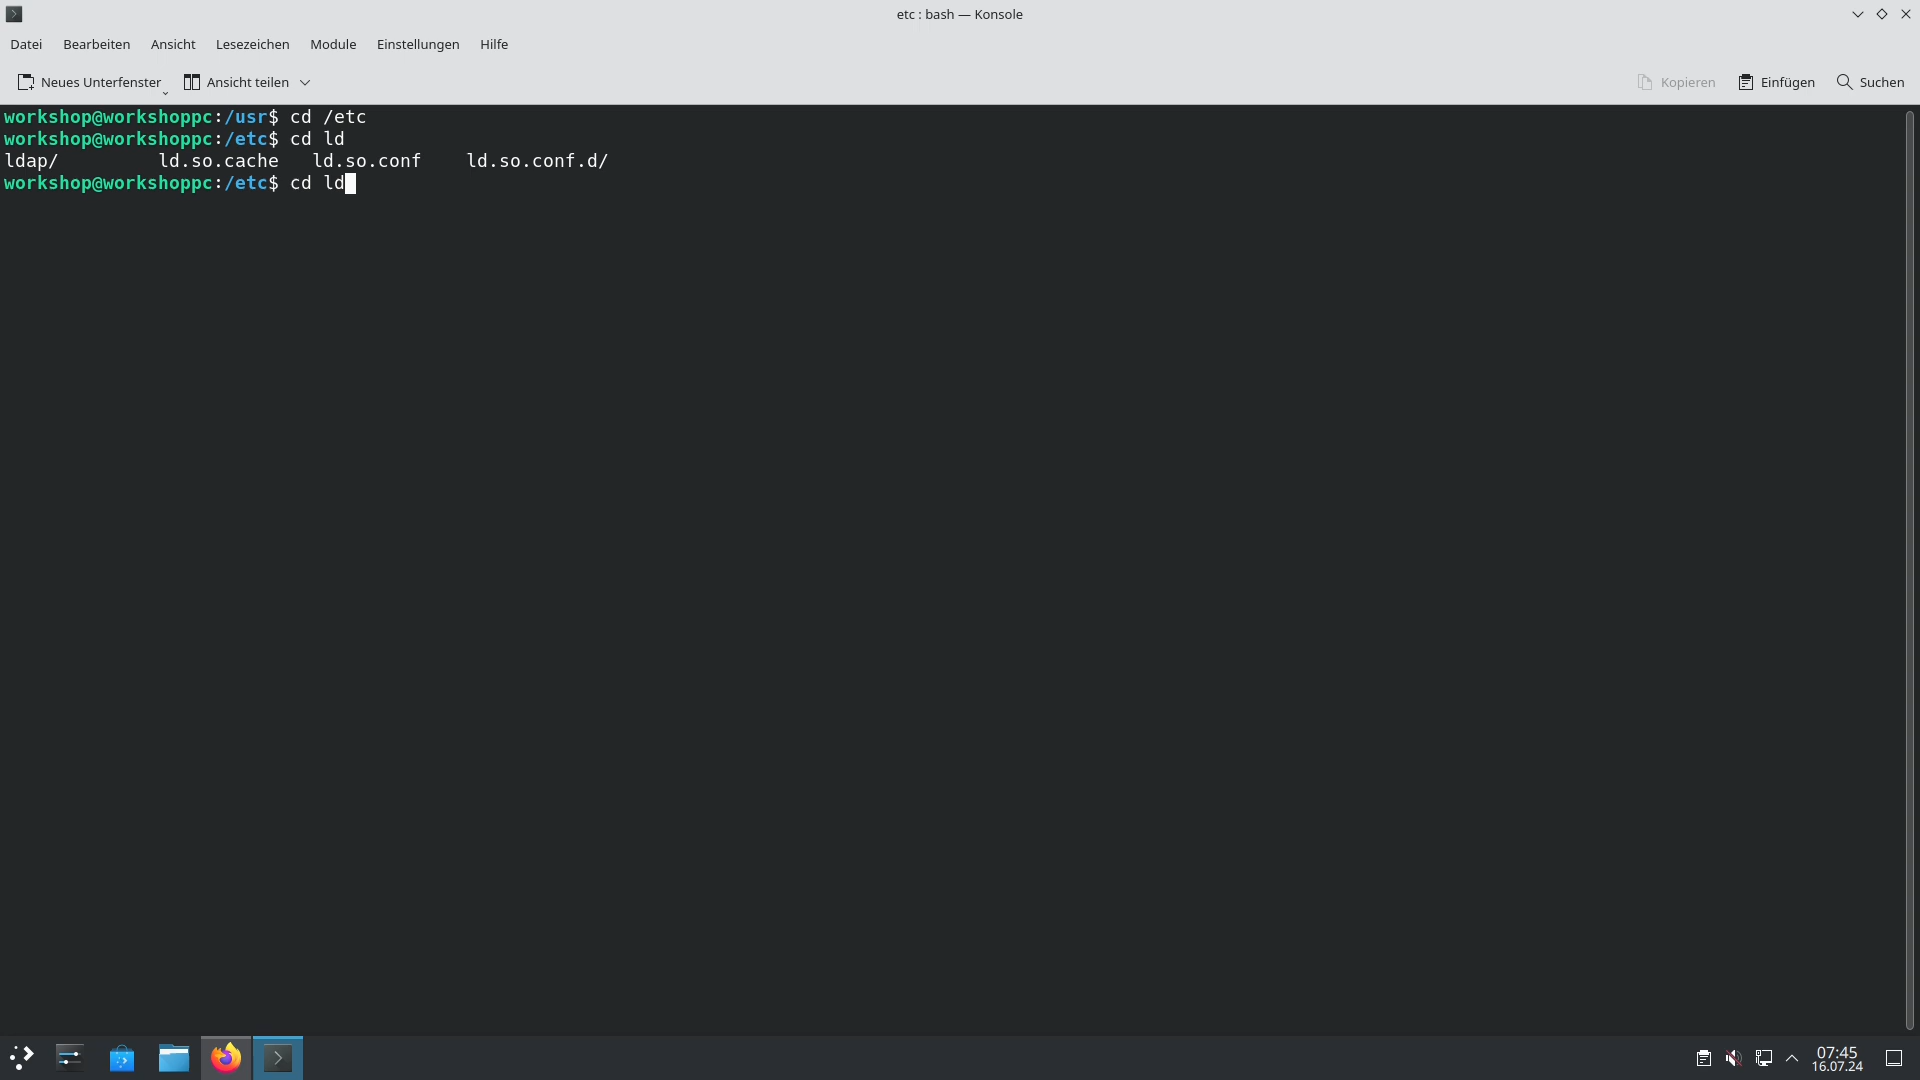 etc : bash — Konsole
Datei Bearbeiten Ansicht Lesezeichen Module Einstellungen Hilfe
Neues Unterfenster Ansicht teilen Kopieren Einfügen Suchen
workshop@workshoppc:/usr$ cd /etc
workshop@workshoppc:/etc$ cd ld
ldap/ ld.so.cache ld.so.conf ld.so.conf.d/
workshop@workshoppc:/etc$ cd ld
07:45
16.07.24